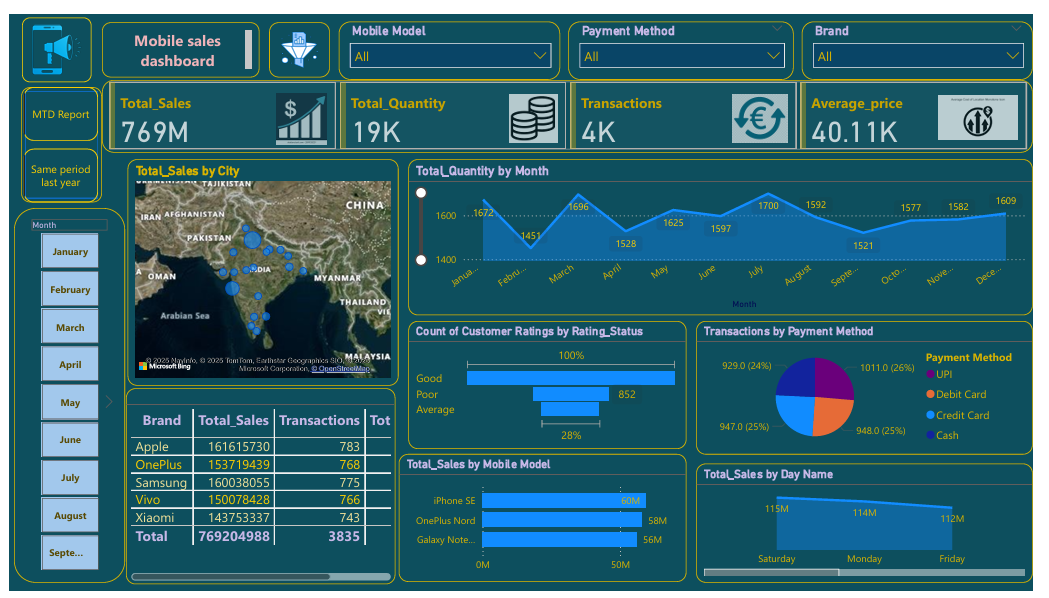 Mobile sales
dashboard
Mobile Model
All
Payment Method
All
Brand
All
MTD Report
Same period
last year
Total_Sales
769M
Total_Quantity
19K
Transactions
4K
Average_price
40.11K
Month
January
February
March
April
May
June
July
August
Septe...
Total_Sales by City
TAJIKISTAN
CHINA
IRAN
AFGHANISTAN
PAKISTAN
OMAN
MYANMAR
THAILAND
Arabian Sea
MALAYSIA
Microsoft Bing
Microsoft Corporation, © OpenStreetMap
Total_Quantity by Month
1600
1400
1672
1451
1696
1528
1625
1597
1700
1592
1521
1577
1582
1609
Janua...
Febru...
March
April
May
June
July
August
Septe...
Octo...
Nove...
Dece...
Month
Count of Customer Ratings by Rating_Status
100%
Good
Poor
852
Average
28%
Transactions by Payment Method
929.0 (24%)
1011.0 (26%)
947.0 (25%)
948.0 (25%)
Payment Method
UPI
Debit Card
Credit Card
Cash
Brand Total_Sales Transactions Tot
Apple 161615730 783
OnePlus 153719439 768
Samsung 160038055 775
Vivo 150078428 766
Xiaomi 143753337 743
Total 769204988 3835
Total_Sales by Mobile Model
iPhone SE 60M
OnePlus Nord 58M
Galaxy Note... 56M
0M 50M
Total_Sales by Day Name
115M
114M
112M
Saturday Monday Friday